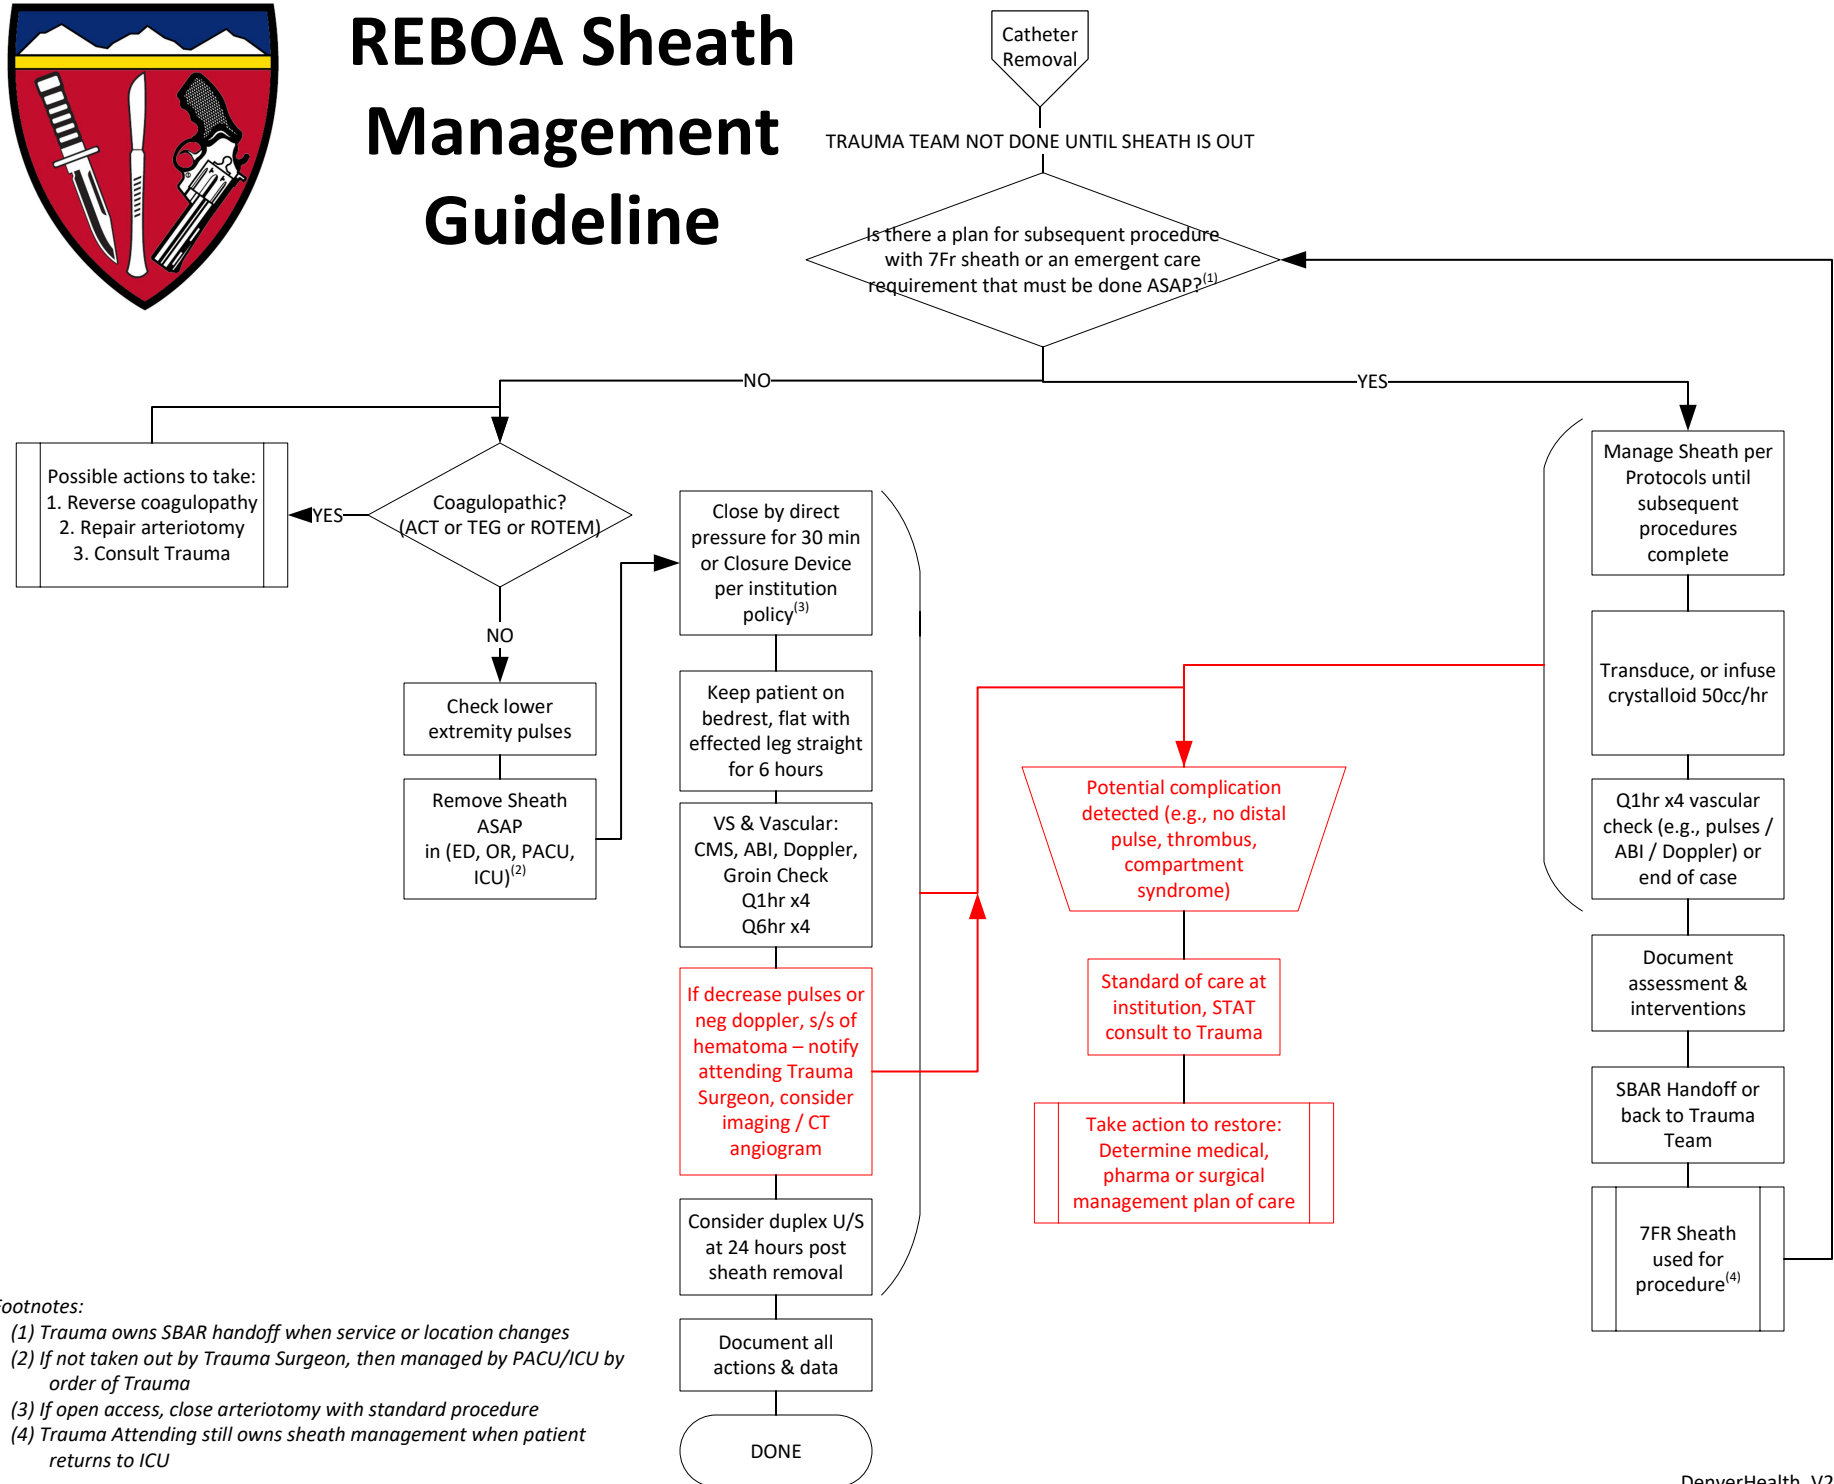 REBOA Sheath
Management
Guideline
Catheter
Removal
TRAUMA TEAM NOT DONE UNTIL SHEATH IS OUT
Is there a plan for subsequent procedure
with 7Fr sheath or an emergent care
requirement that must be done ASAP?(1)
NO
YES
Possible actions to take:
1. Reverse coagulopathy
2. Repair arteriotomy
3. Consult Trauma
YES
Coagulopathic?
(ACT or TEG or ROTEM)
NO
Check lower
extremity pulses
Remove Sheath
ASAP
in (ED, OR, PACU,
ICU)(2)
Close by direct
pressure for 30 min
or Closure Device
per institution
policy(3)
Keep patient on
bedrest, flat with
effected leg straight
for 6 hours
VS & Vascular:
CMS, ABI, Doppler,
Groin Check
Q1hr x4
Q6hr x4
If decrease pulses or
neg doppler, s/s of
hematoma – notify
attending Trauma
Surgeon, consider
imaging / CT
angiogram
Consider duplex U/S
at 24 hours post
sheath removal
Document all
actions & data
DONE
Potential complication
detected (e.g., no distal
pulse, thrombus,
compartment
syndrome)
Standard of care at
institution, STAT
consult to Trauma
Take action to restore:
Determine medical,
pharma or surgical
management plan of care
Manage Sheath per
Protocols until
subsequent
procedures
complete
Transduce, or infuse
crystalloid 50cc/hr
Q1hr x4 vascular
check (e.g., pulses /
ABI / Doppler) or
end of case
Document
assessment &
interventions
SBAR Handoff or
back to Trauma
Team
7FR Sheath
used for
procedure(4)
Footnotes:
(1) Trauma owns SBAR handoff when service or location changes
(2) If not taken out by Trauma Surgeon, then managed by PACU/ICU by
order of Trauma
(3) If open access, close arteriotomy with standard procedure
(4) Trauma Attending still owns sheath management when patient
returns to ICU
DenverHealth V2